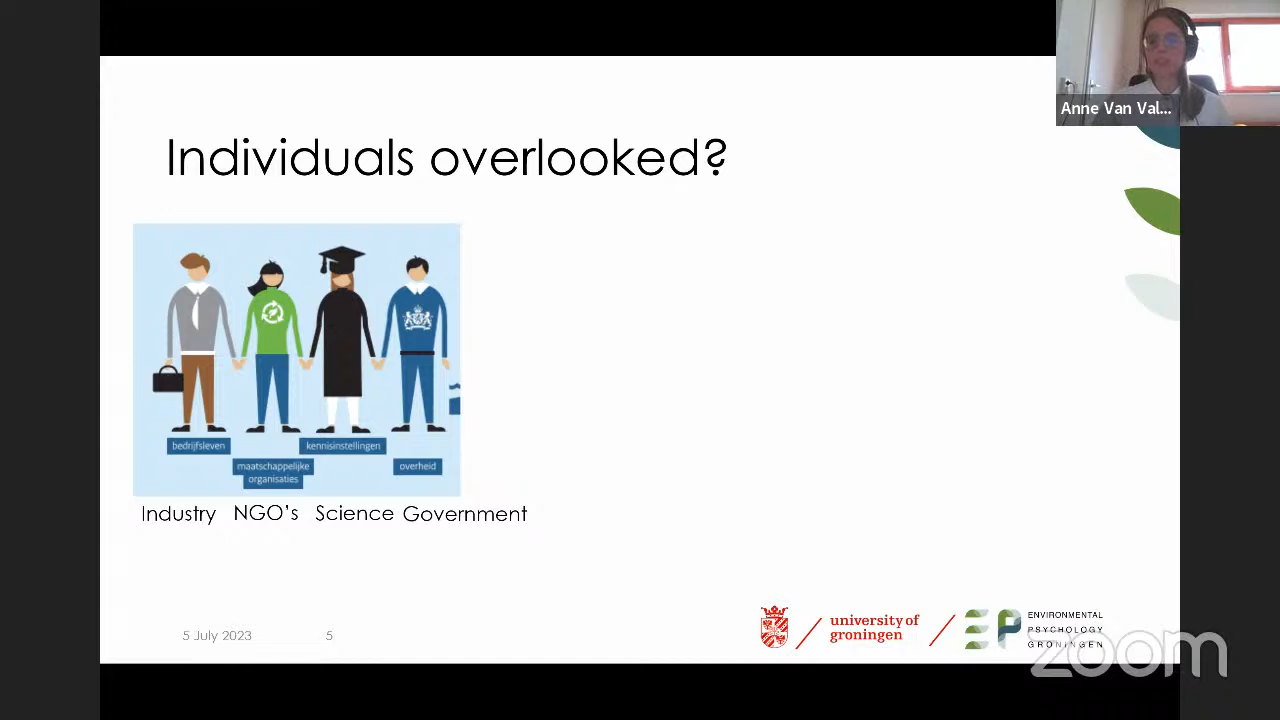 Anne Van Val...
Individuals overlooked?
bedrijfsleven
kennisinstellingen
maatschappelijke
organisaties
overheid
Industry NGO's Science Government
5 July 2023
5
university of
groningen
EP
ENVIRONMENTAL
PSYCHOLOGY
GRONINGEN
zoom